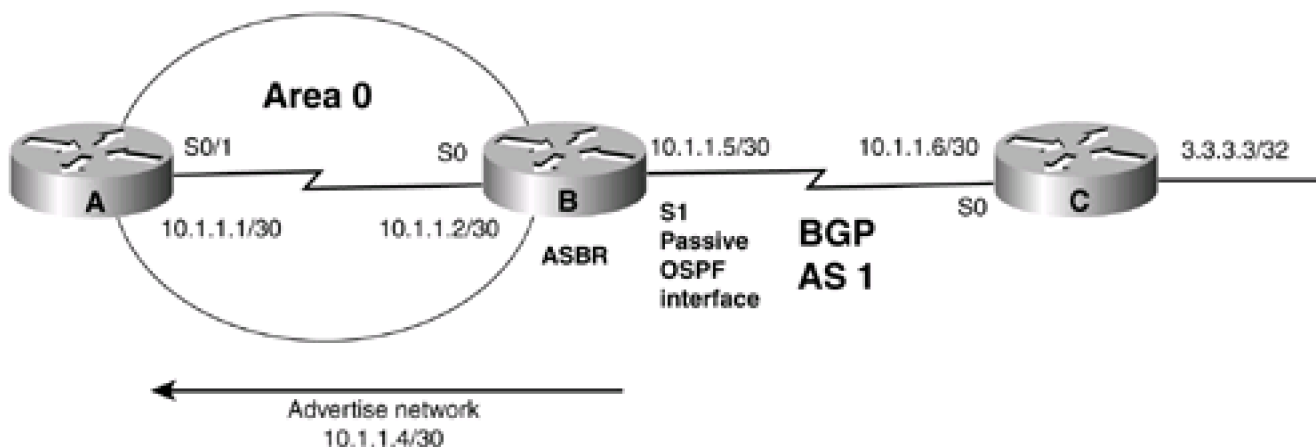 Area 0
S0/1
S0
10.1.1.5/30
10.1.1.6/30
3.3.3.3/32
A
B
C
10.1.1.1/30
10.1.1.2/30
ASBR
S1
Passive
OSPF
interface
BGP
AS 1
S0
Advertise network
10.1.1.4/30